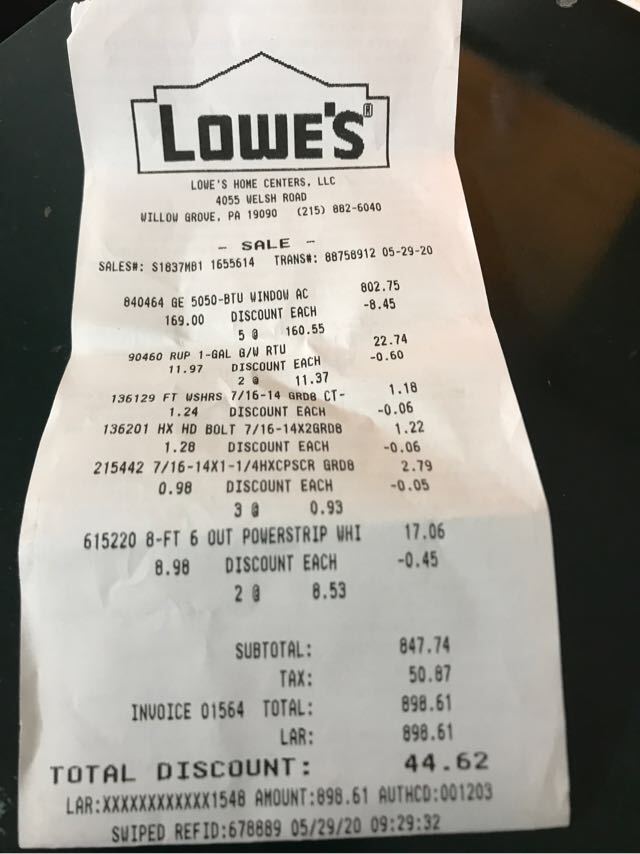 LOWE'S®
LOWE'S HOME CENTERS, LLC
4055 WELSH ROAD
WILLOW GROVE, PA 19090 (215) 882-6040
- SALE -
SALES#: S1837MB1 1655614 TRANS#: 88758912 05-29-20
840464 GE 5050-BTU WINDOW AC 802.75
169.00 DISCOUNT EACH -8.45
5 @ 160.55
90460 RUP 1-GAL G/W RTU 22.74
11.97 DISCOUNT EACH -0.60
2 @ 11.37
136129 FT WSHRS 7/16-14 GRD8 CT- 1.18
1.24 DISCOUNT EACH -0.06
136201 HX HD BOLT 7/16-14X2GRD8 1.22
1.28 DISCOUNT EACH -0.06
215442 7/16-14X1-1/4HXCPSCR GRD8 2.79
0.98 DISCOUNT EACH -0.05
3 @ 0.93
615220 8-FT 6 OUT POWERSTRIP WHI 17.06
8.98 DISCOUNT EACH -0.45
2 @ 8.53
SUBTOTAL: 847.74
TAX: 50.87
INVOICE 01564 TOTAL: 898.61
LAR: 898.61
TOTAL DISCOUNT: 44.62
LAR:XXXXXXXXXXXX1548 AMOUNT:898.61 AUTHCD:001203
SWIPED REFID:678889 05/29/20 09:29:32